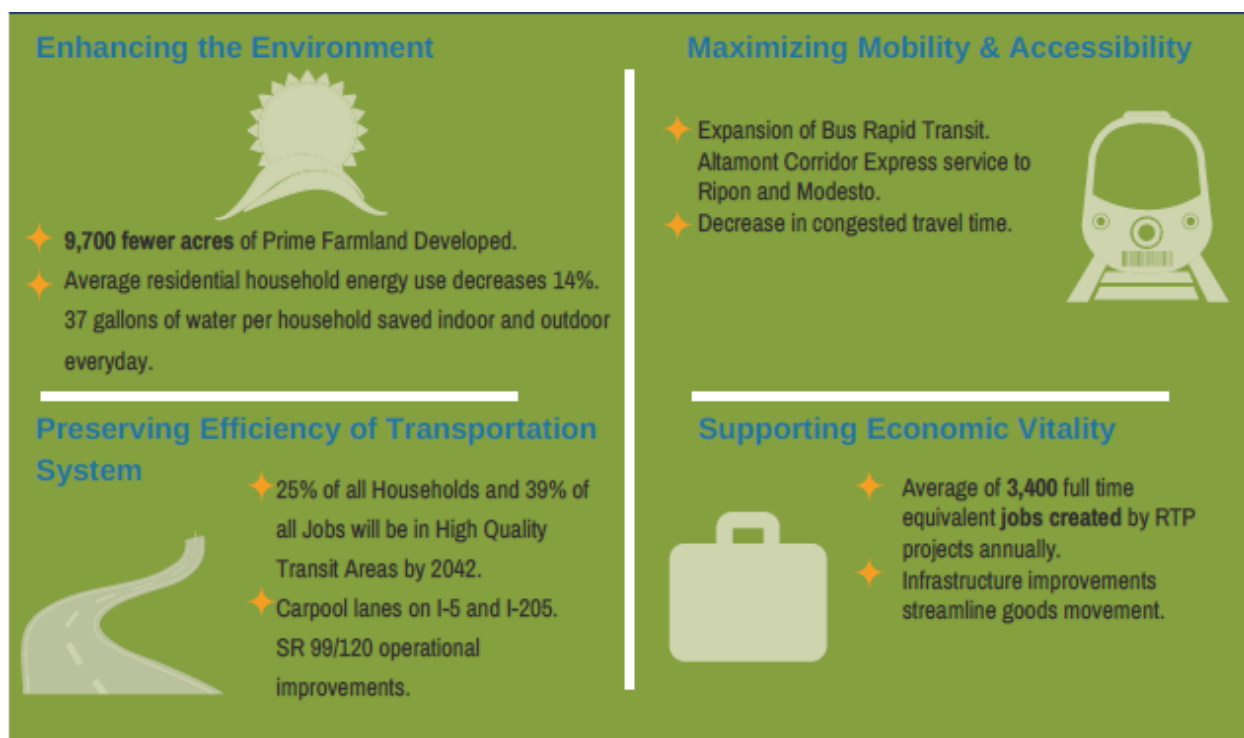 Enhancing the Environment
9,700 fewer acres of Prime Farmland Developed.
Average residential household energy use decreases 14%.
37 gallons of water per household saved indoor and outdoor
everyday.
Maximizing Mobility & Accessibility
Expansion of Bus Rapid Transit.
Altamont Corridor Express service to
Ripon and Modesto.
Decrease in congested travel time.
Preserving Efficiency of Transportation
System
25% of all Households and 39% of
all Jobs will be in High Quality
Transit Areas by 2042.
Carpool lanes on I-5 and I-205.
SR 99/120 operational
improvements.
Supporting Economic Vitality
Average of 3,400 full time
equivalent jobs created by RTP
projects annually.
Infrastructure improvements
streamline goods movement.